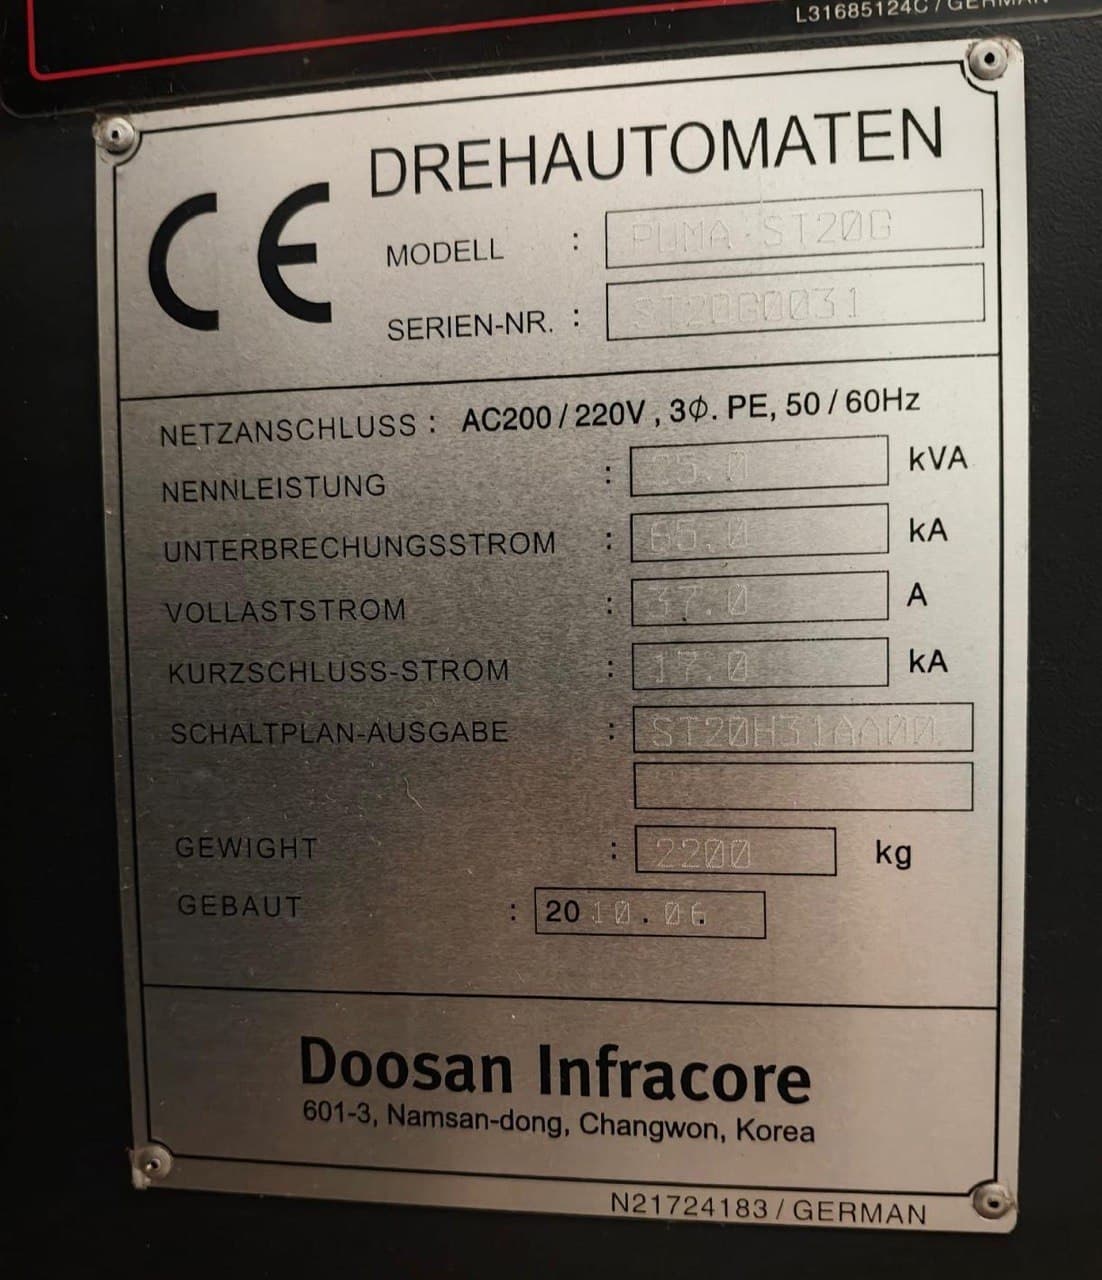 L31685124C / GERMAN
CE DREHAUTOMATEN
MODELL : PUMA ST20G
SERIEN-NR. : ST20G0031
NETZANSCHLUSS : AC200 / 220V , 3Φ. PE, 50 / 60Hz
NENNLEISTUNG : kVA
UNTERBRECHUNGSSTROM : 65.0 kA
VOLLASTSTROM : 37.0 A
KURZSCHLUSS-STROM : 17.0 kA
SCHALTPLAN-AUSGABE : ST20H31AA00
GEWIGHT : 2200 kg
GEBAUT : 2010.06
Doosan Infracore
601-3, Namsan-dong, Changwon, Korea
N21724183 / GERMAN